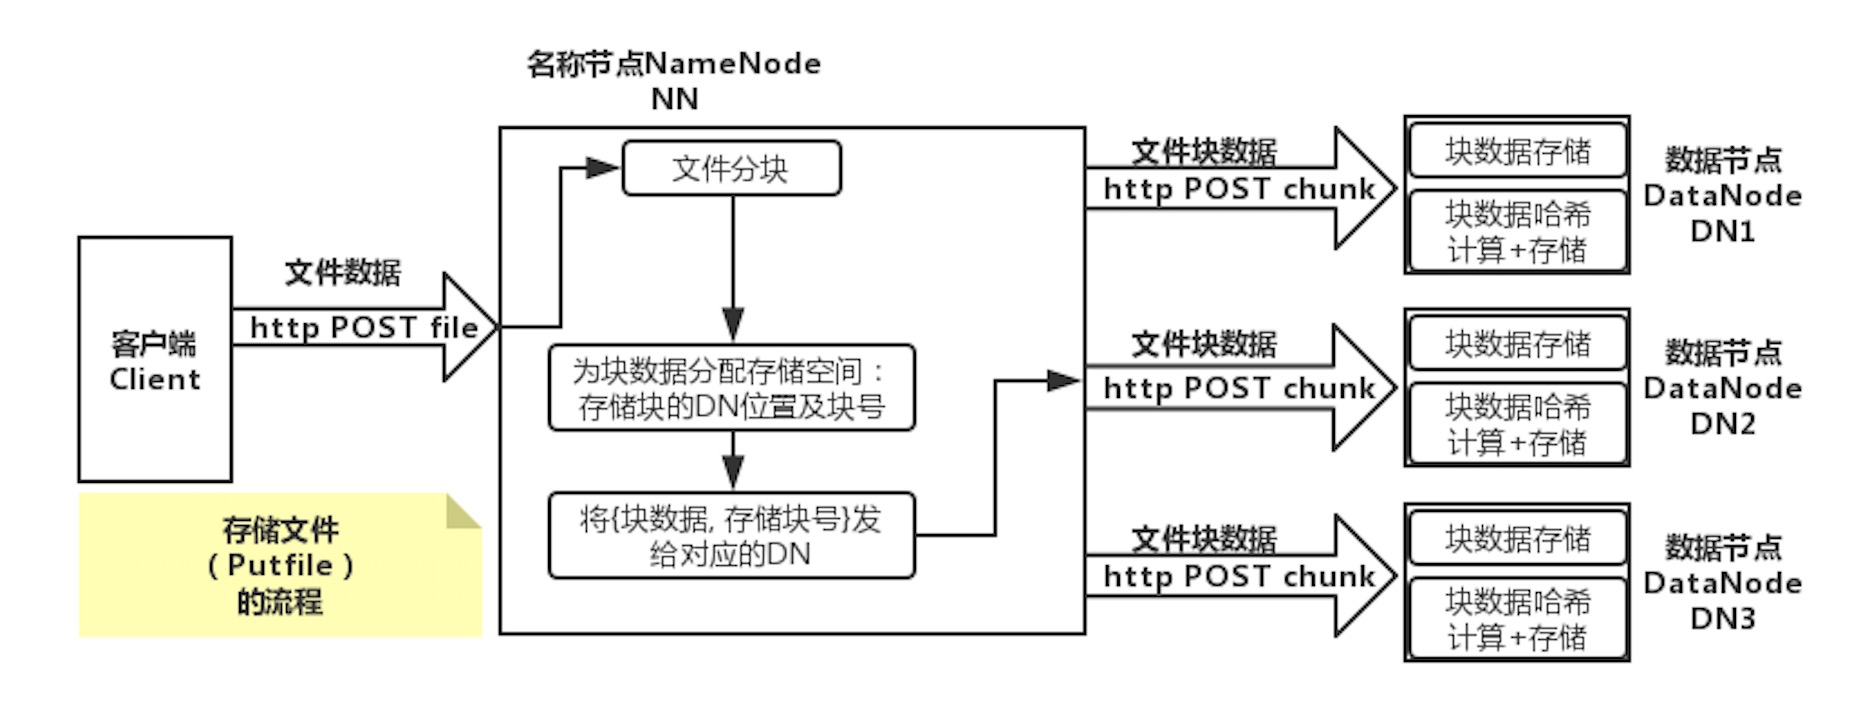 名称节点NameNode
NN
文件分块
为块数据分配存储空间：
存储块的DN位置及块号
将{块数据, 存储块号}发
给对应的DN
文件数据
http POST file
客户端
Client
存储文件
( Putfile )
的流程
文件块数据
http POST chunk
块数据存储
块数据哈希
计算+存储
数据节点
DataNode
DN1
文件块数据
http POST chunk
块数据存储
块数据哈希
计算+存储
数据节点
DataNode
DN2
文件块数据
http POST chunk
块数据存储
块数据哈希
计算+存储
数据节点
DataNode
DN3